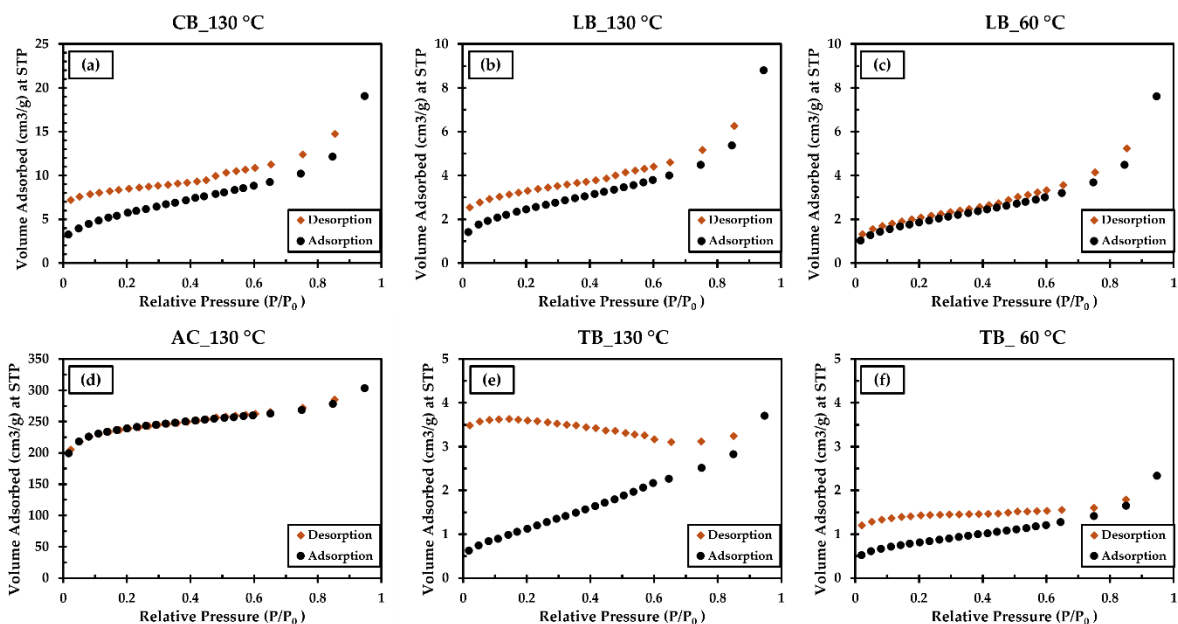 CB_130 °C
Volume Adsorbed (cm3/g) at STP
25
20
15
10
5
0
(a)
Desorption
Adsorption
0 0.2 0.4 0.6 0.8 1
Relative Pressure (P/P₀ )
LB_130 °C
Volume Adsorbed (cm3/g) at STP
10
8
6
4
2
0
(b)
Desorption
Adsorption
0 0.2 0.4 0.6 0.8 1
Relative Pressure (P/P₀ )
LB_60 °C
Volume Adsorbed (cm3/g) at STP
10
8
6
4
2
0
(c)
Desorption
Adsorption
0 0.2 0.4 0.6 0.8 1
Relative Pressure (P/P₀ )
AC_130 °C
Volume Adsorbed (cm3/g) at STP
350
300
250
200
150
100
50
0
(d)
Desorption
Adsorption
0 0.2 0.4 0.6 0.8 1
Relative Pressure (P/P₀ )
TB_130 °C
Volume Adsorbed (cm3/g) at STP
5
4
3
2
1
0
(e)
Desorption
Adsorption
0 0.2 0.4 0.6 0.8 1
Relative Pressure (P/P₀ )
TB_ 60 °C
Volume Adsorbed (cm3/g) at STP
5
4
3
2
1
0
(f)
Desorption
Adsorption
0 0.2 0.4 0.6 0.8 1
Relative Pressure (P/P₀ )